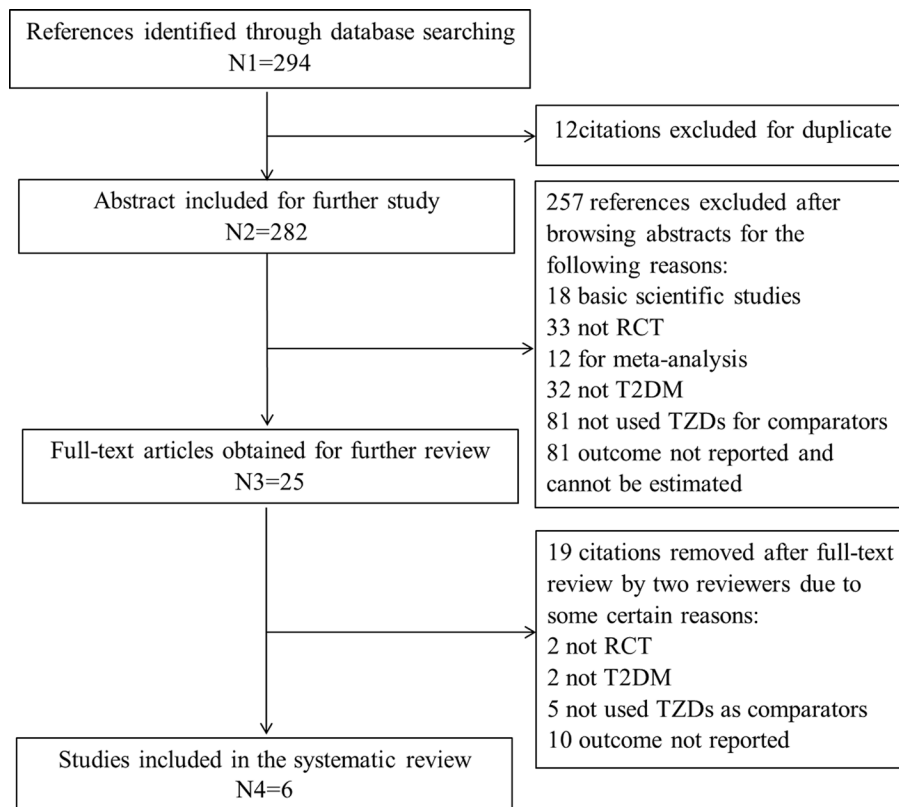 References identified through database searching
N1=294
12citations excluded for duplicate
Abstract included for further study
N2=282
257 references excluded after
browsing abstracts for the
following reasons:
18 basic scientific studies
33 not RCT
12 for meta-analysis
32 not T2DM
81 not used TZDs for comparators
81 outcome not reported and
cannot be estimated
Full-text articles obtained for further review
N3=25
19 citations removed after full-text
review by two reviewers due to
some certain reasons:
2 not RCT
2 not T2DM
5 not used TZDs as comparators
10 outcome not reported
Studies included in the systematic review
N4=6